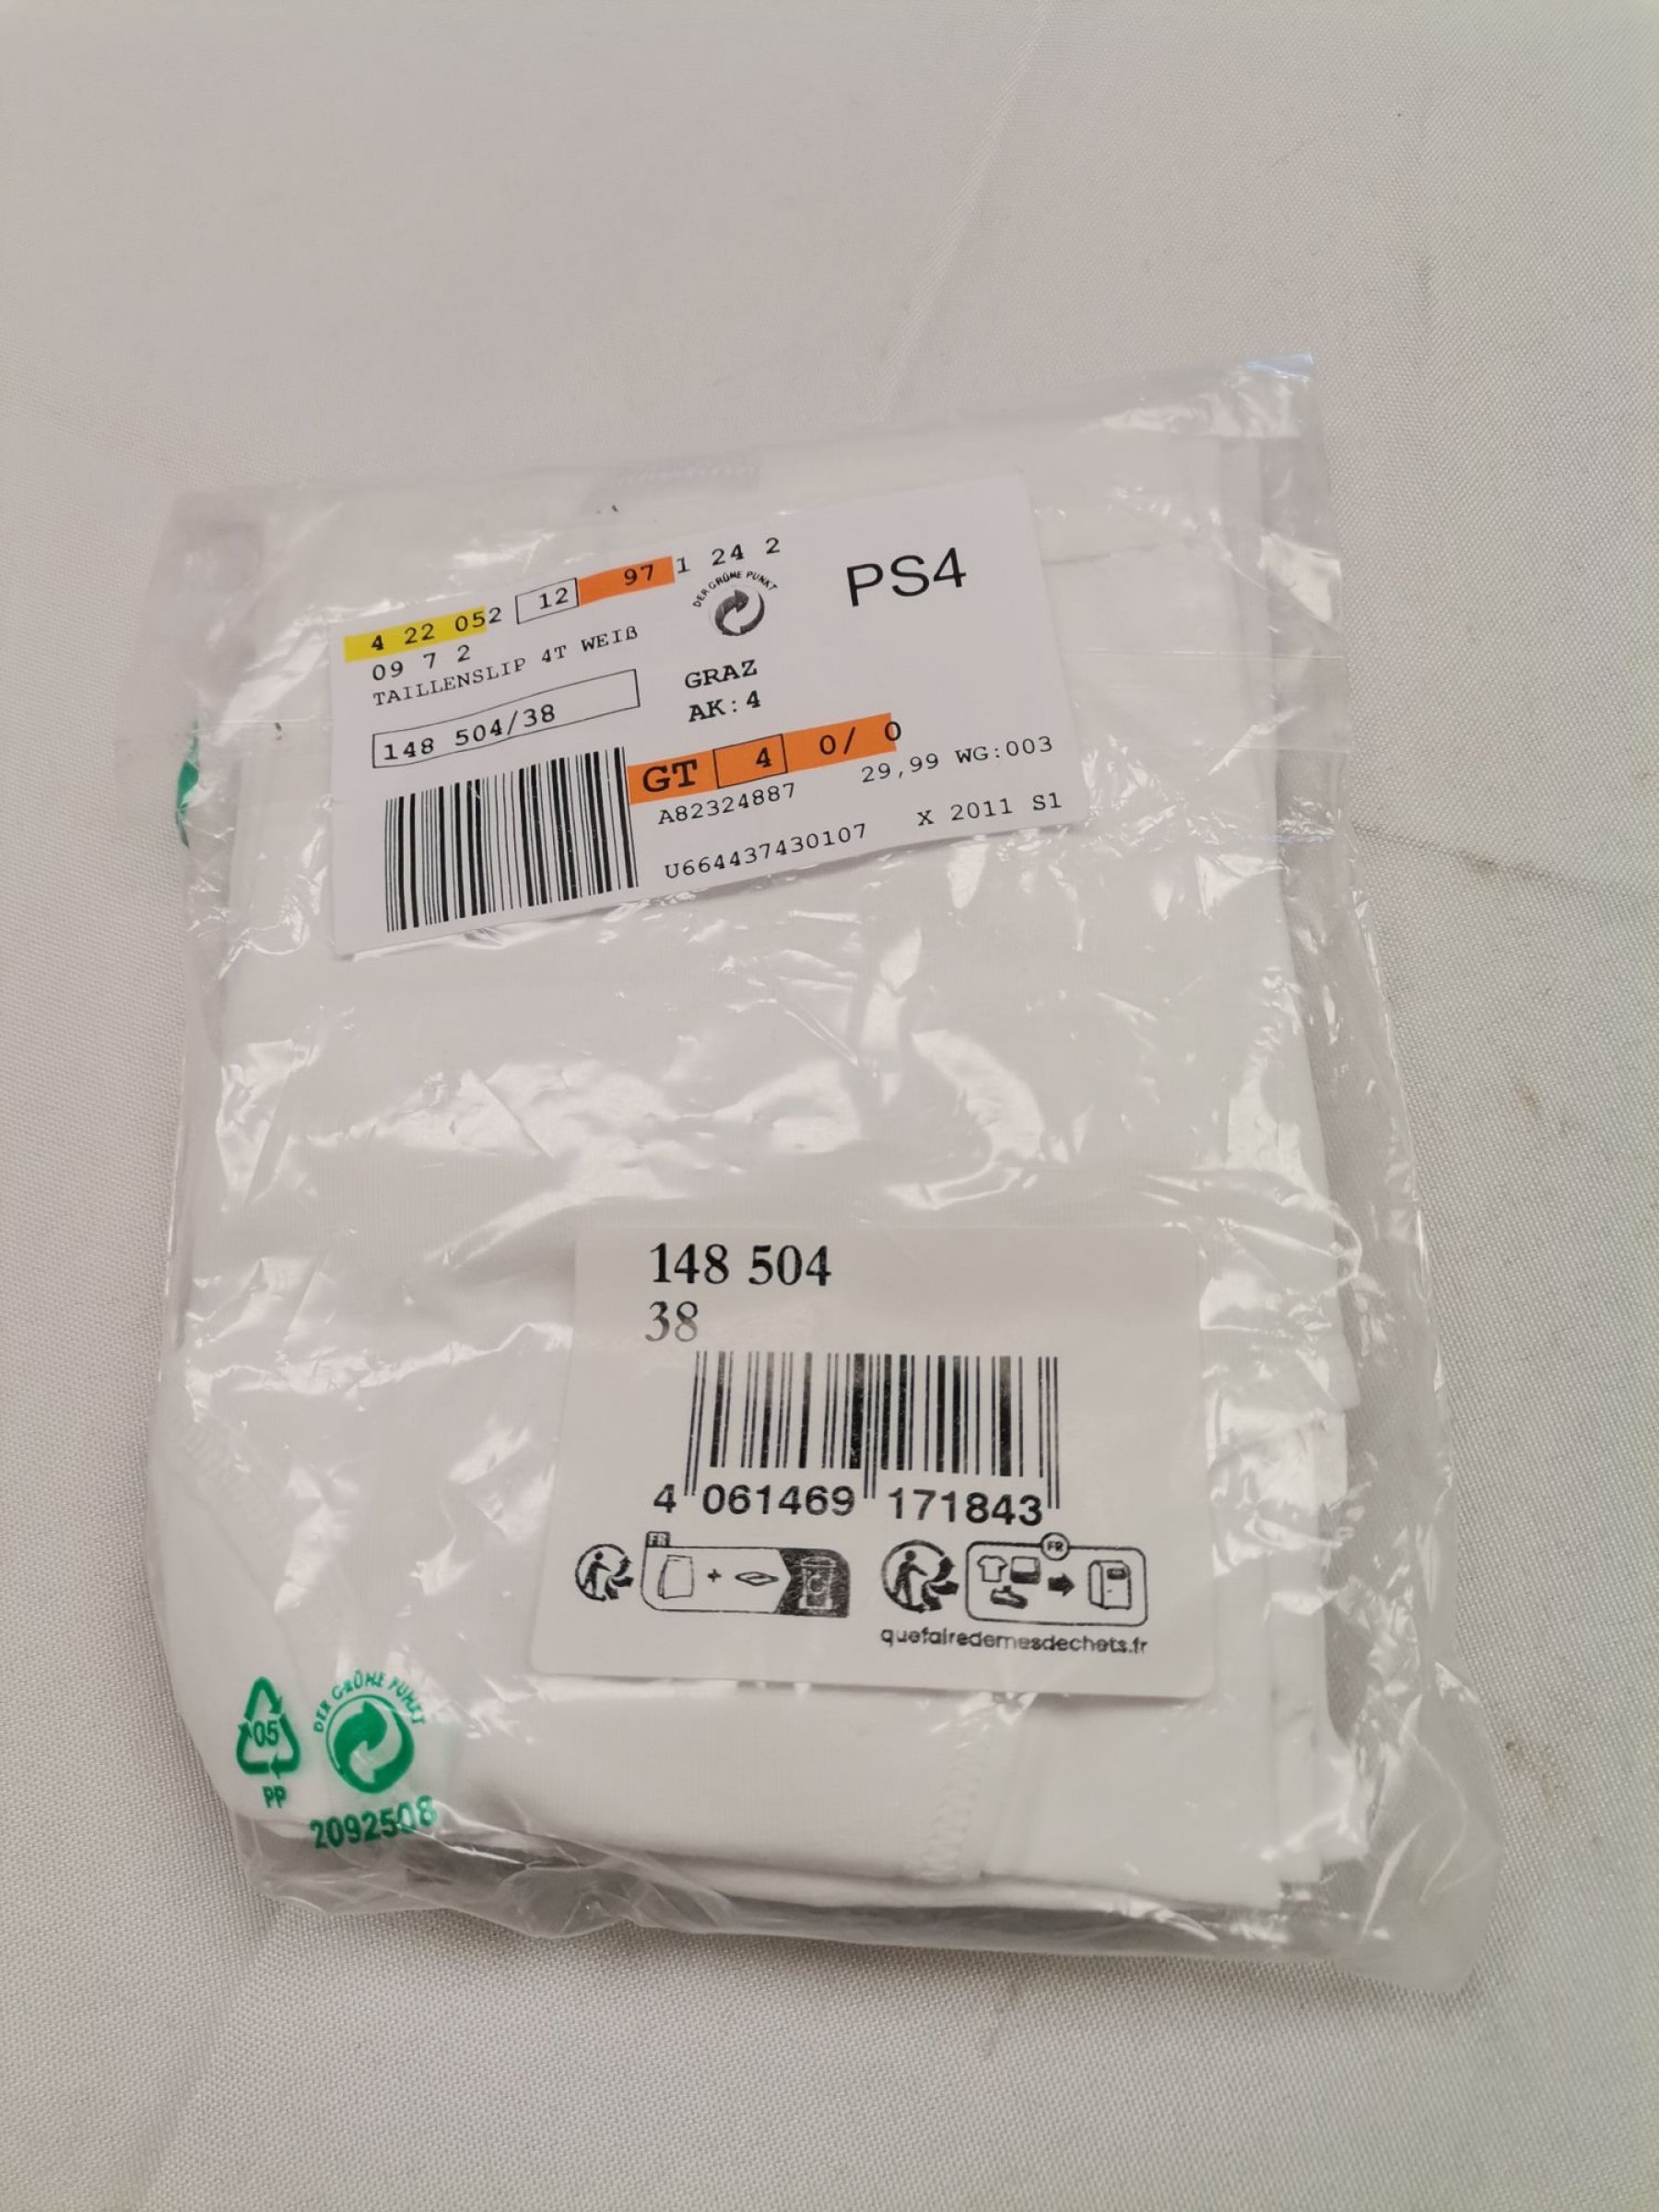 4 22 052 12 97 1 24 2
09 7 2
TAILLENSLIP 4T WEIß
148 504/38
DER GRÜNE PUNKT
PS4
GRAZ
AK:4
GT 4 0/ 0
A82324887 29,99 WG:003
U664437430107 X 2011 S1
148 504
38
4 061469 171843
FR
FR
quefairedemesdechets.fr
05
PP
DER GRÜNE PUNKT
2092508